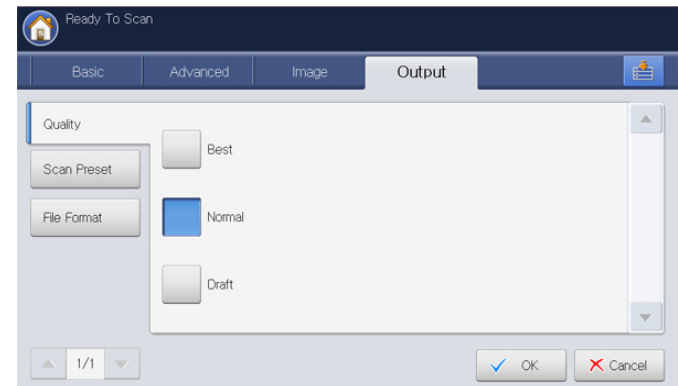 Ready To Scan
Basic Advanced Image Output
Quality
Best
Scan Preset
File Format
Normal
Draft
1/1
OK Cancel